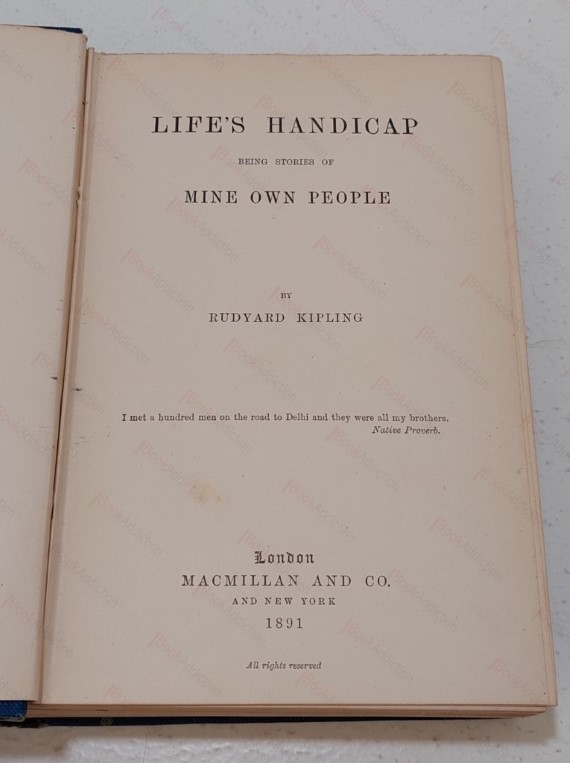 LIFE'S HANDICAP
BEING STORIES OF
MINE OWN PEOPLE
BY
RUDYARD KIPLING
I met a hundred men on the road to Delhi and they were all my brothers.
Native Proverb.
London
MACMILLAN AND CO.
AND NEW YORK
1891
All rights reserved